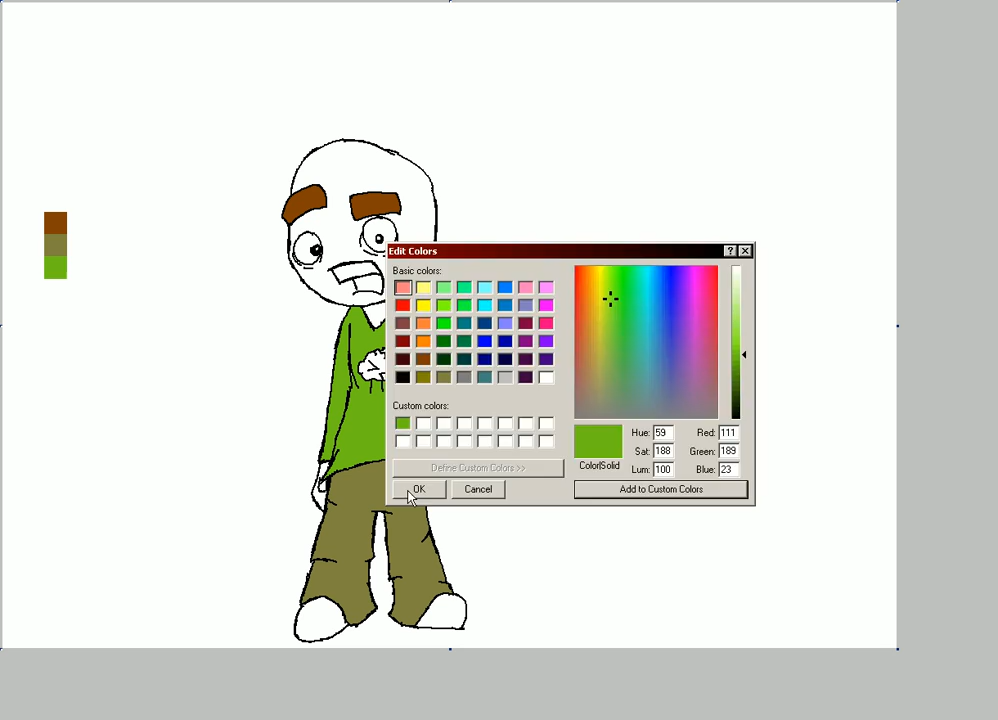 Edit Colors
Basic colors:
Custom colors:
Define Custom Colors >>
OK Cancel
Color|Solid
Hue: 59 Red: 111
Sat: 188 Green: 189
Lum: 100 Blue: 23
Add to Custom Colors